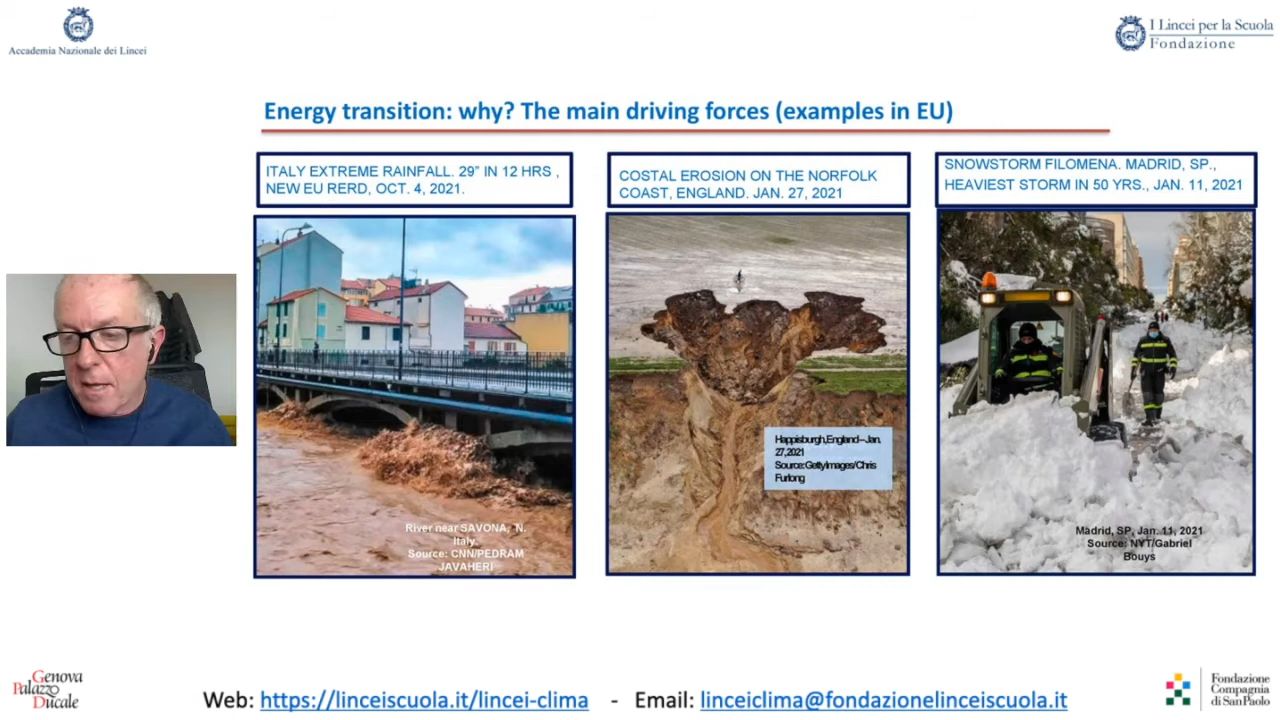 Accademia Nazionale dei Lincei
I Lincei per la Scuola
Fondazione
Energy transition: why? The main driving forces (examples in EU)
ITALY EXTREME RAINFALL. 29” IN 12 HRS ,
NEW EU RERD, OCT. 4, 2021.
COSTAL EROSION ON THE NORFOLK
COAST, ENGLAND. JAN. 27, 2021
SNOWSTORM FILOMENA. MADRID, SP.,
HEAVIEST STORM IN 50 YRS., JAN. 11, 2021
River near SAVONA, N.
Italy.
Source: CNN/PEDRAM
JAVAHERI
Happisburgh,England–Jan.
27,2021
Source:GettyImages/Chris
Furlong
Madrid, SP, Jan. 11, 2021
Source: NYT/Gabriel
Bouys
Genova
Palazzo
Ducale
Web: https://linceiscuola.it/lincei-clima - Email: linceiclima@fondazionelinceiscuola.it
Fondazione
Compagnia
di SanPaolo